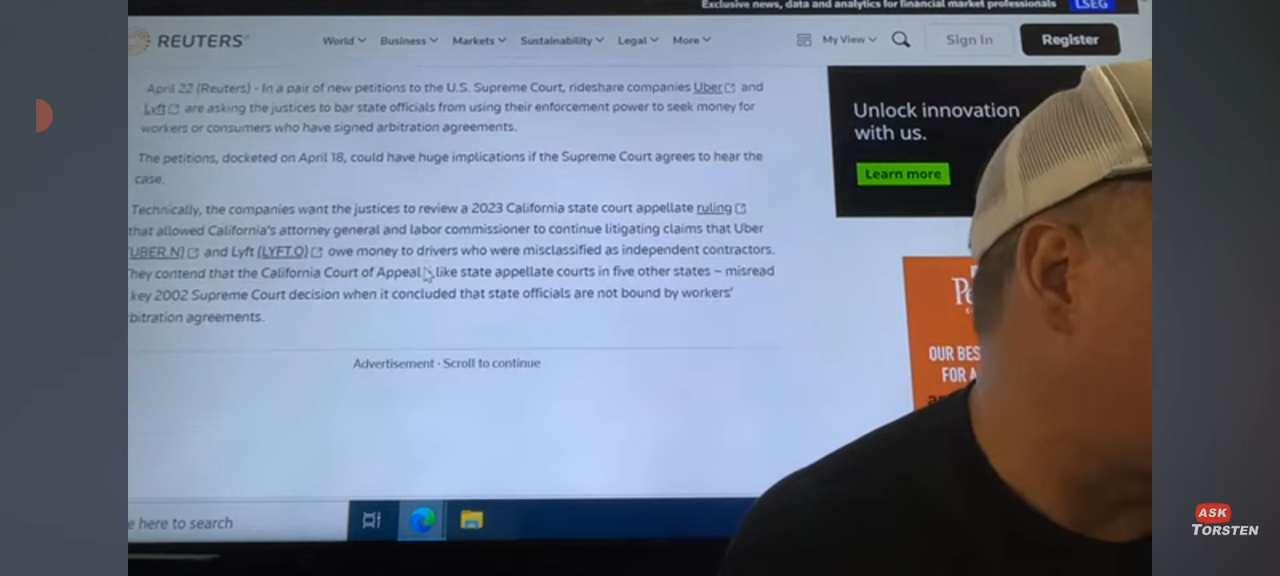 Exclusive news, data and analytics for financial market professionals LSEG
REUTERS
World Business Markets Sustainability Legal More My View Sign In Register
April 22 (Reuters) - In a pair of new petitions to the U.S. Supreme Court, rideshare companies Uber and
Lyft are asking the justices to bar state officials from using their enforcement power to seek money for
workers or consumers who have signed arbitration agreements.
The petitions, docketed on April 18, could have huge implications if the Supreme Court agrees to hear the
case.
Technically, the companies want the justices to review a 2023 California state court appellate ruling
that allowed California's attorney general and labor commissioner to continue litigating claims that Uber
(UBER.N) and Lyft (LYFT.O) owe money to drivers who were misclassified as independent contractors.
hey contend that the California Court of Appeal like state appellate courts in five other states – misread
key 2002 Supreme Court decision when it concluded that state officials are not bound by workers'
bitration agreements.
Advertisement · Scroll to continue
Unlock innovation
with us.
Learn more
OUR BES
FOR A
e here to search
ASK
TORSTEN